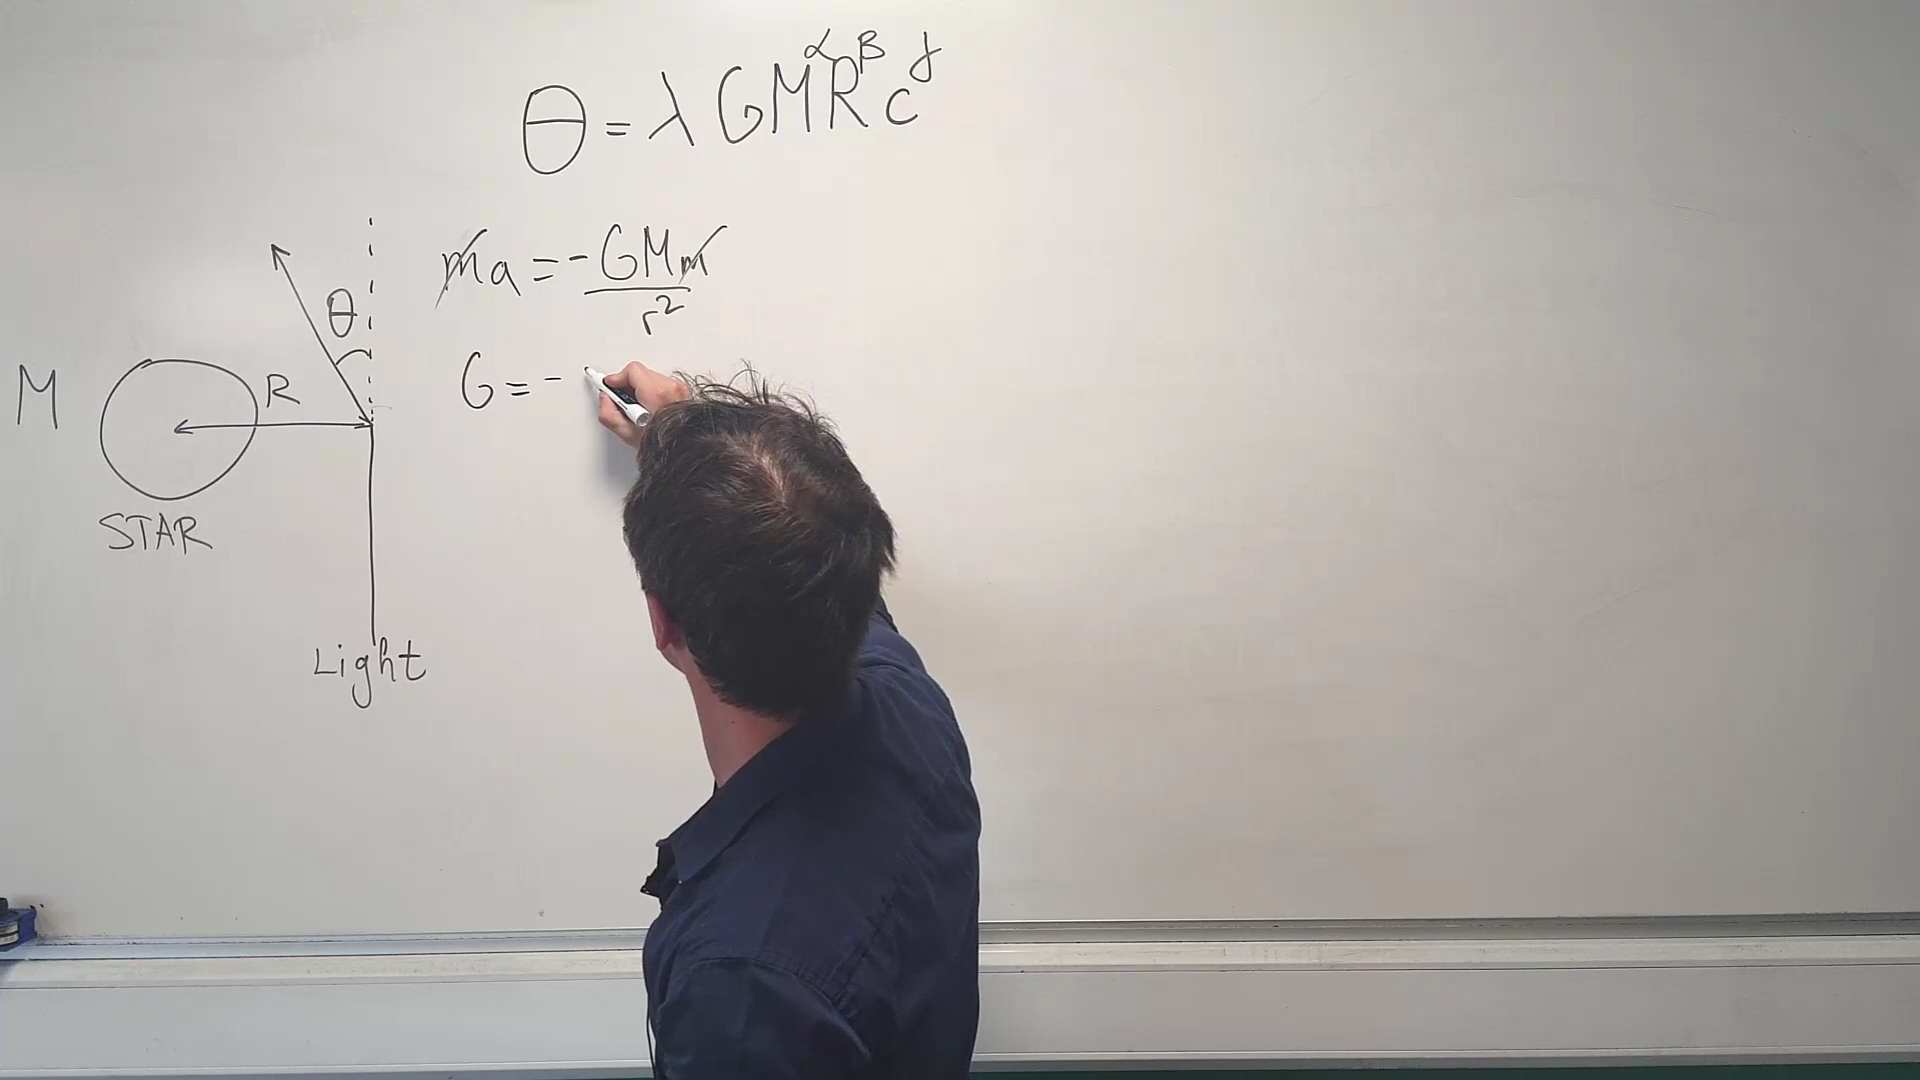 θ = λ G M^α R^β c^γ
ma = - GMm / r²
G = -
θ
M
R
STAR
Light